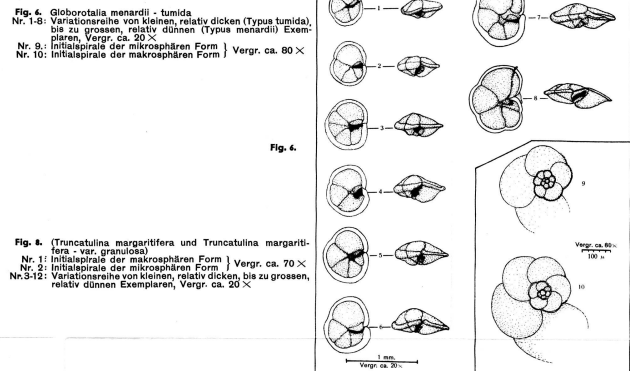 Fig. 6. Globorotalia menardii - tumida
Nr. 1-8: Variationsreihe von kleinen, relativ dicken (Typus tumida),
bis zu grossen, relativ dünnen (Typus menardii) Exem-
plaren, Vergr. ca. 20 ×
Nr. 9.: Initialspirale der mikrosphären Form } Vergr. ca. 80 ×
Nr. 10: Initialspirale der makrosphären Form
Fig. 6.
Fig. 8. (Truncatulina margaritifera und Truncatulina margariti-
fera - var. granulosa)
Nr. 1: Initialspirale der makrosphären Form } Vergr. ca. 70 ×
Nr. 2: Initialspirale der mikrosphären Form
Nr.3-12: Variationsreihe von kleinen, relativ dicken, bis zu grossen,
relativ dünnen Exemplaren, Vergr. ca. 20 ×
1
2
3
4
5
6
1 mm.
Vergr. ca. 20×
7
8
9
Vergr. ca. 80×
100 µ
10